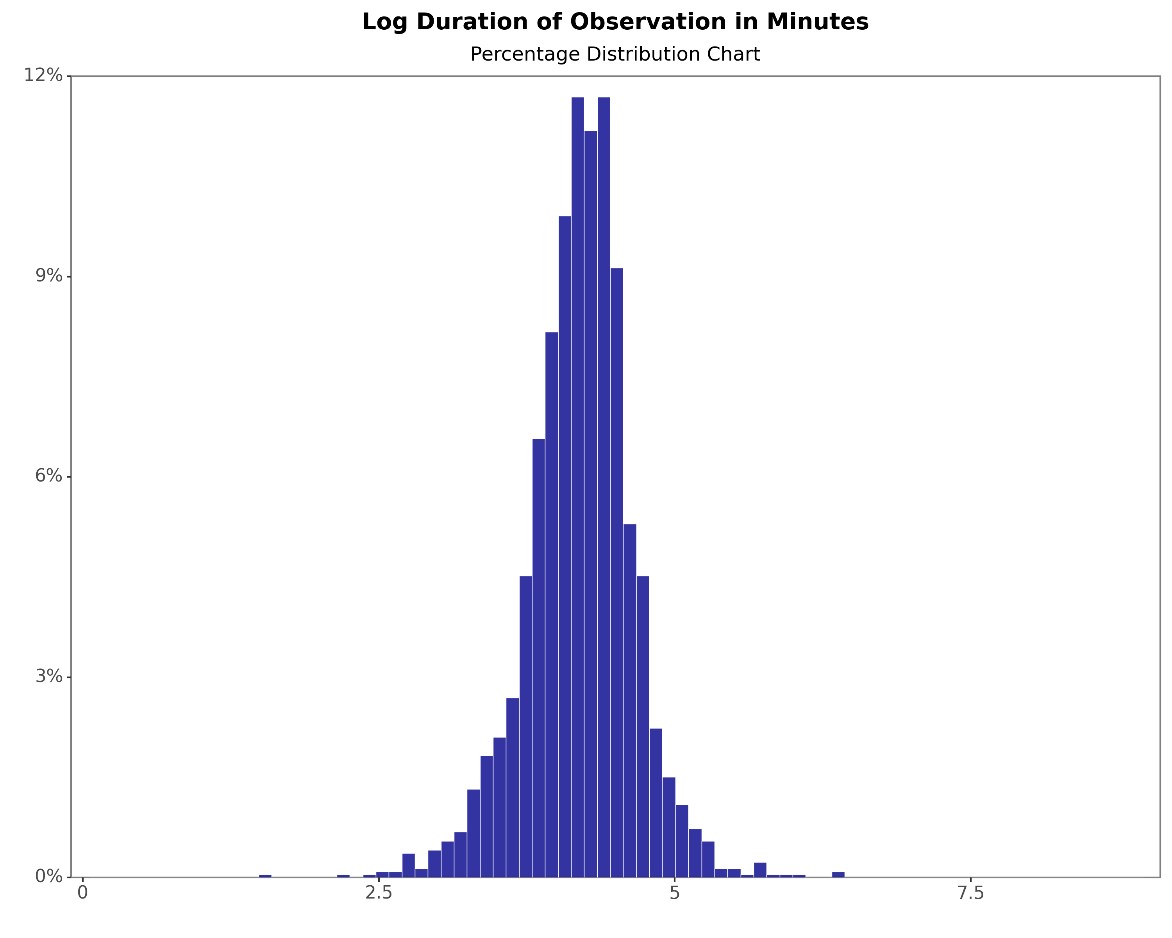 Log Duration of Observation in Minutes
Percentage Distribution Chart
12%
9%
6%
3%
0%
0 2.5 5 7.5